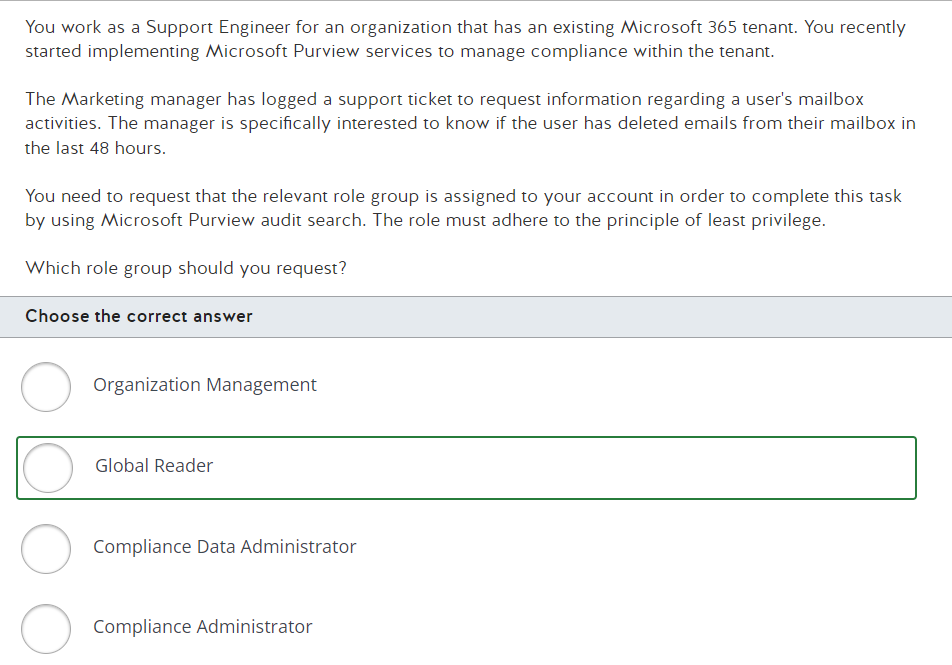 You work as a Support Engineer for an organization that has an existing Microsoft 365 tenant. You recently
started implementing Microsoft Purview services to manage compliance within the tenant.
The Marketing manager has logged a support ticket to request information regarding a user's mailbox
activities. The manager is specifically interested to know if the user has deleted emails from their mailbox in
the last 48 hours.
You need to request that the relevant role group is assigned to your account in order to complete this task
by using Microsoft Purview audit search. The role must adhere to the principle of least privilege.
Which role group should you request?
Choose the correct answer
Organization Management
Global Reader
Compliance Data Administrator
Compliance Administrator